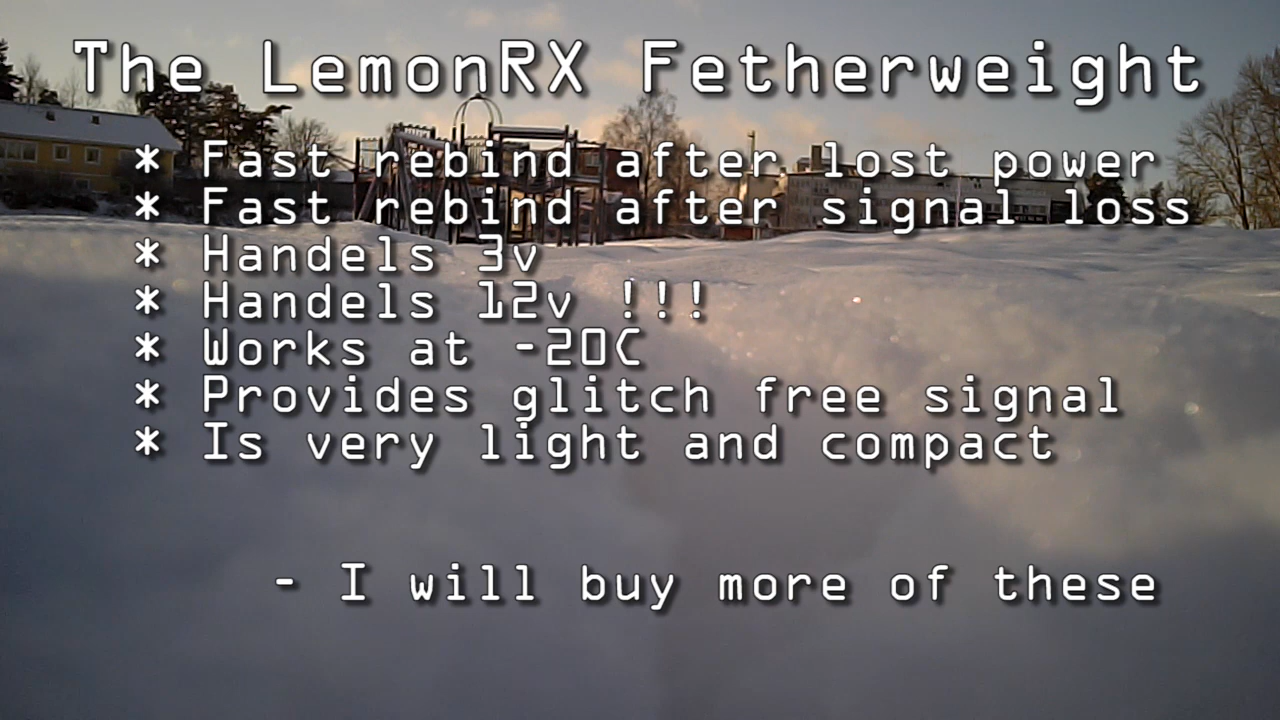 The LemonRX Fetherweight
* Fast rebind after lost power
* Fast rebind after signal loss
* Handels 3v
* Handels 12v !!!
* Works at -20C
* Provides glitch free signal
* Is very light and compact
- I will buy more of these